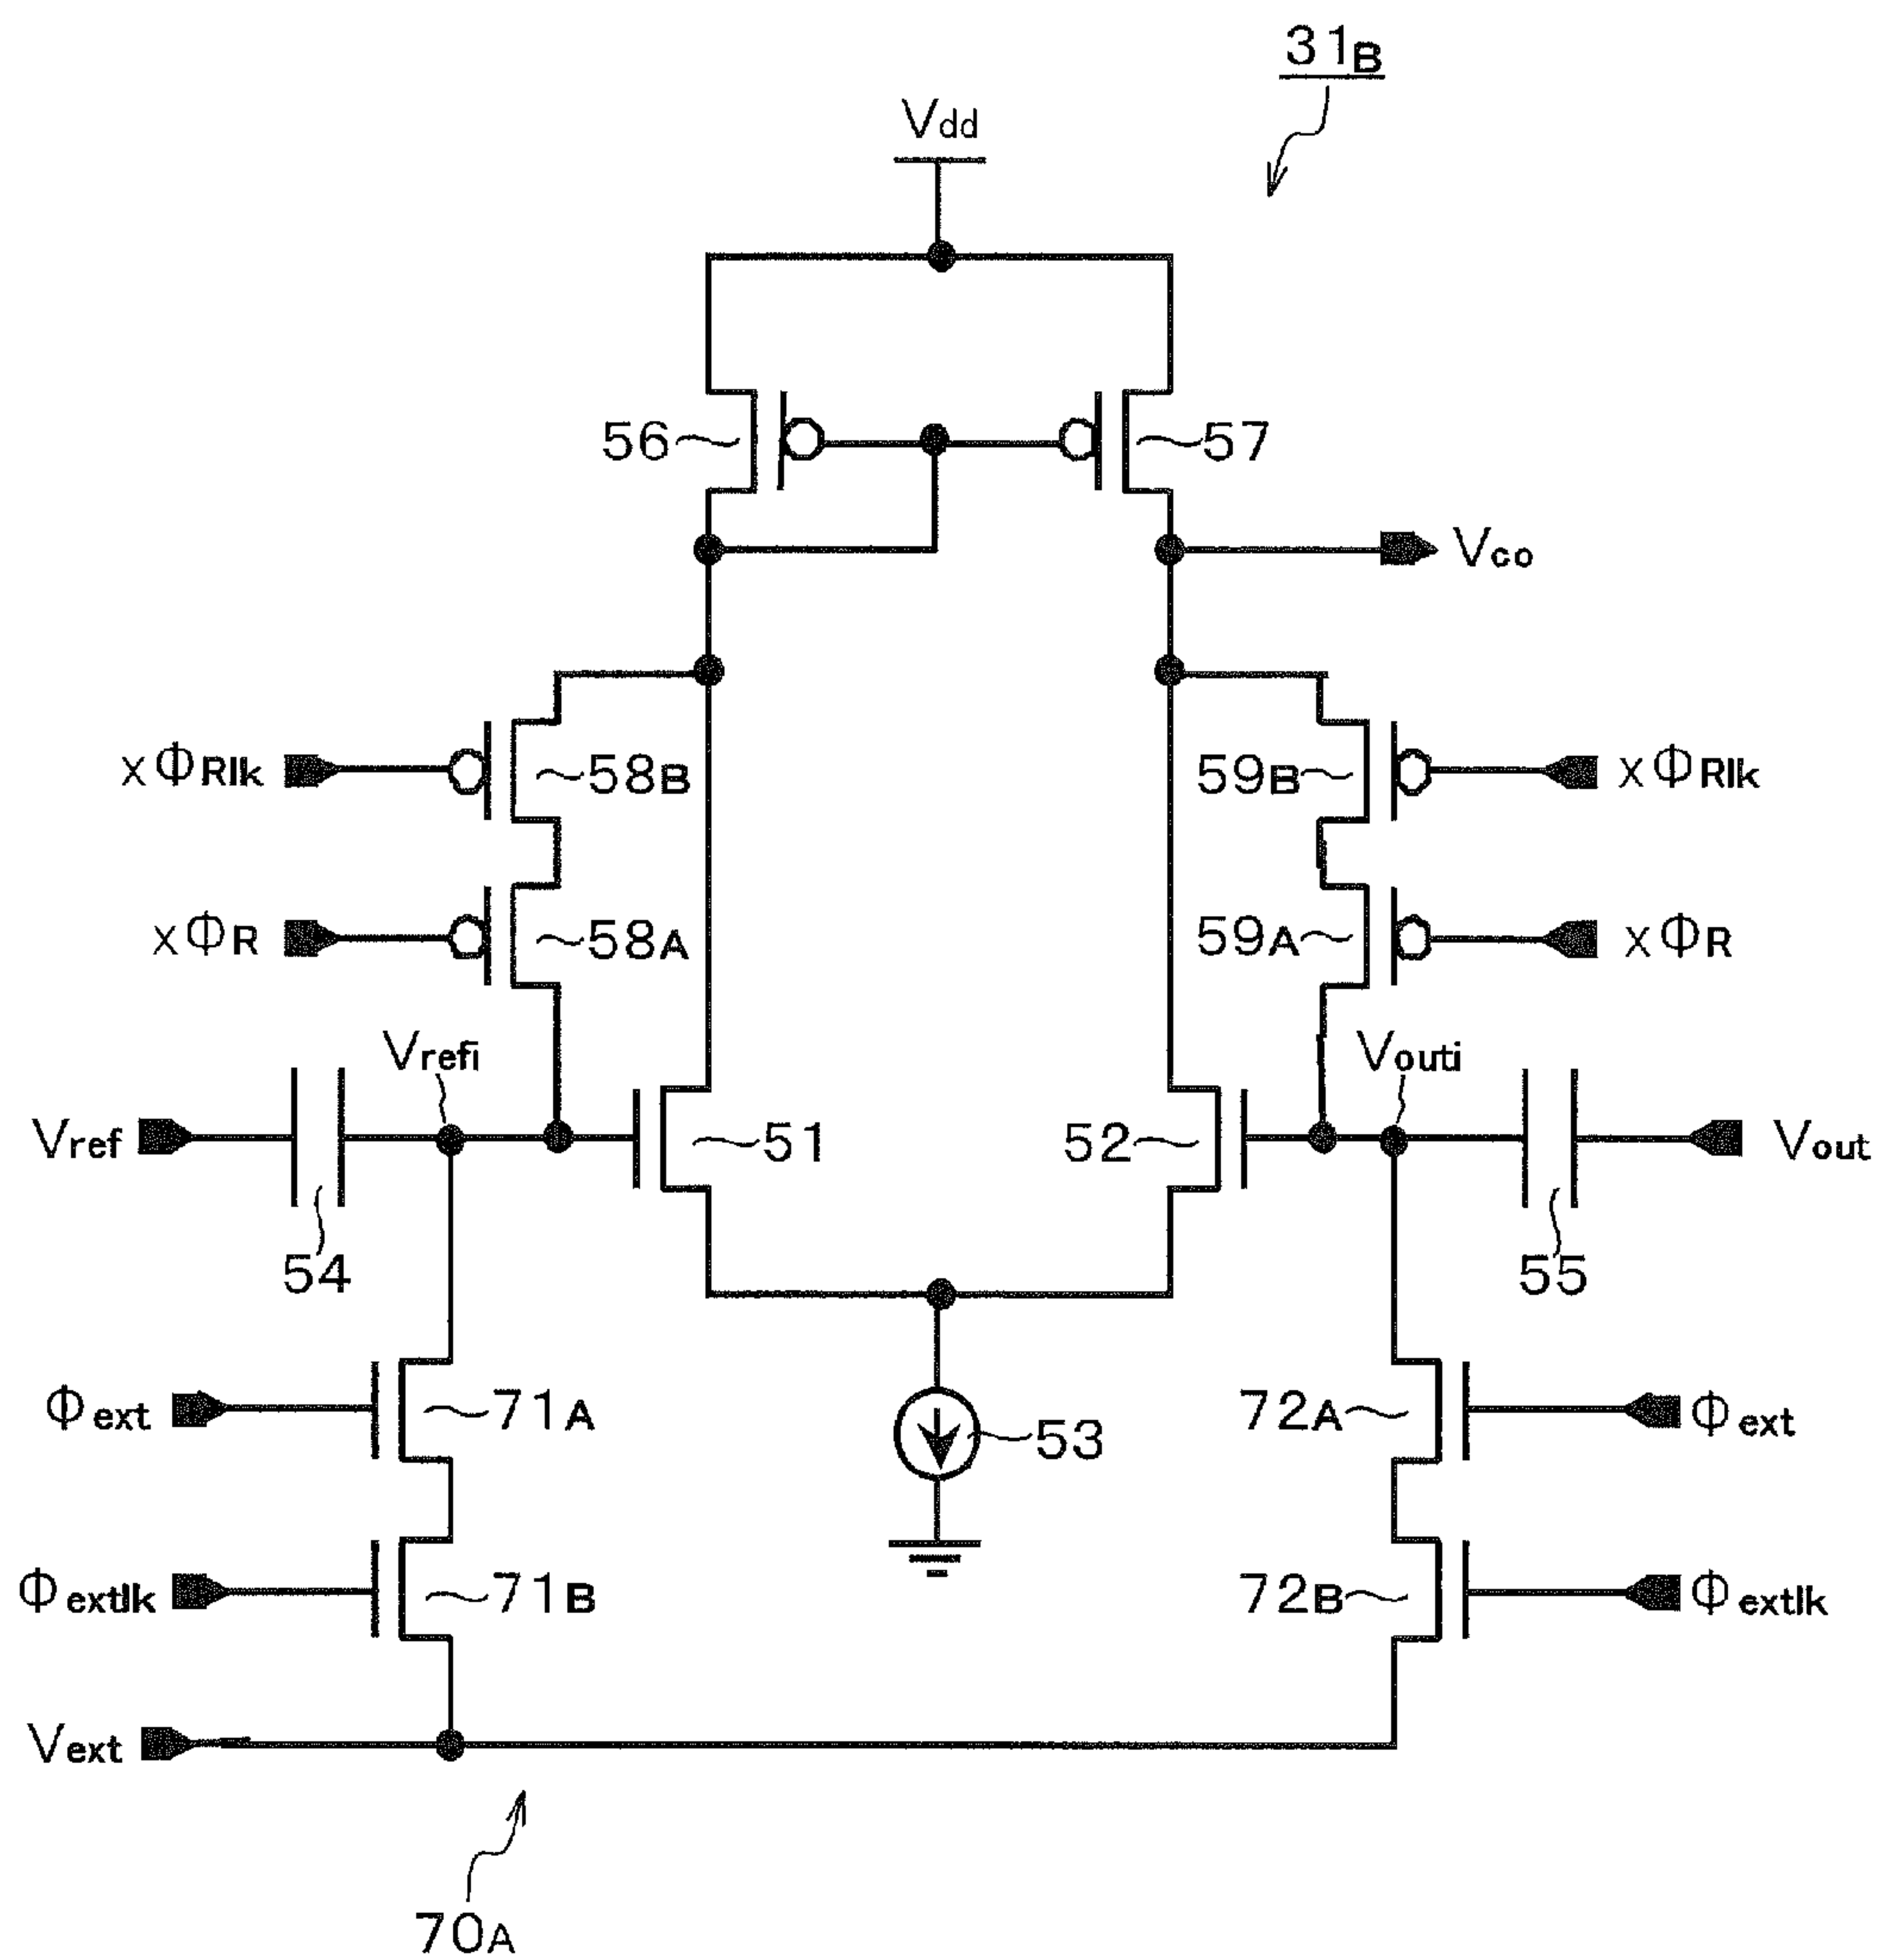 31B
Vdd
56
57
Vco
xΦRlk
58B
59B
xΦRlk
xΦR
58A
59A
xΦR
Vrefi
Vouti
Vref
51
52
Vout
54
55
Φext
71A
53
72A
Φext
Φextlk
71B
72B
Φextlk
Vext
70A